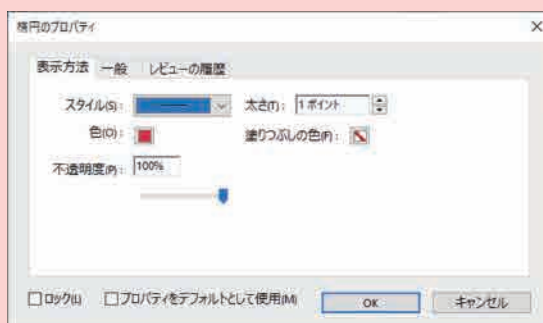 楕円のプロパティ
表示方法 一般 レビューの履歴
スタイル(S): 太さ(T): 1 ポイント
色(O): 塗りつぶしの色(F):
不透明度(P): 100%
ロック(L) プロパティをデフォルトとして使用(M) OK キャンセル